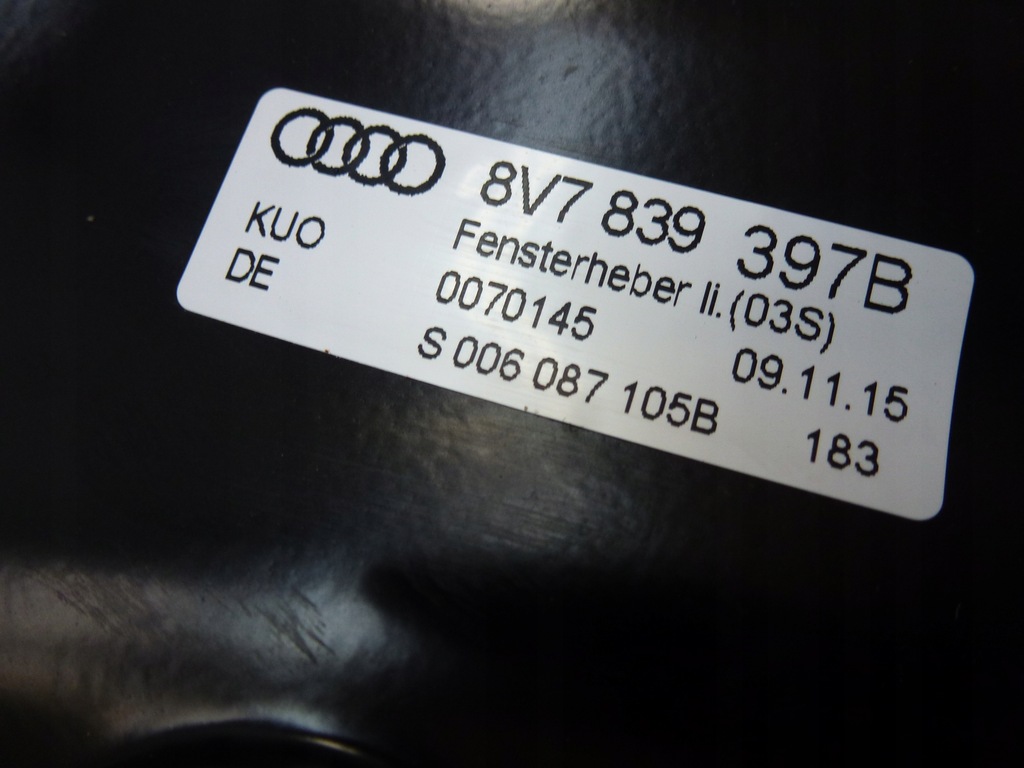 8V7 839 397B
KUO Fensterheber li.(03S)
DE 0070145 09.11.15
S 006 087 105B 183